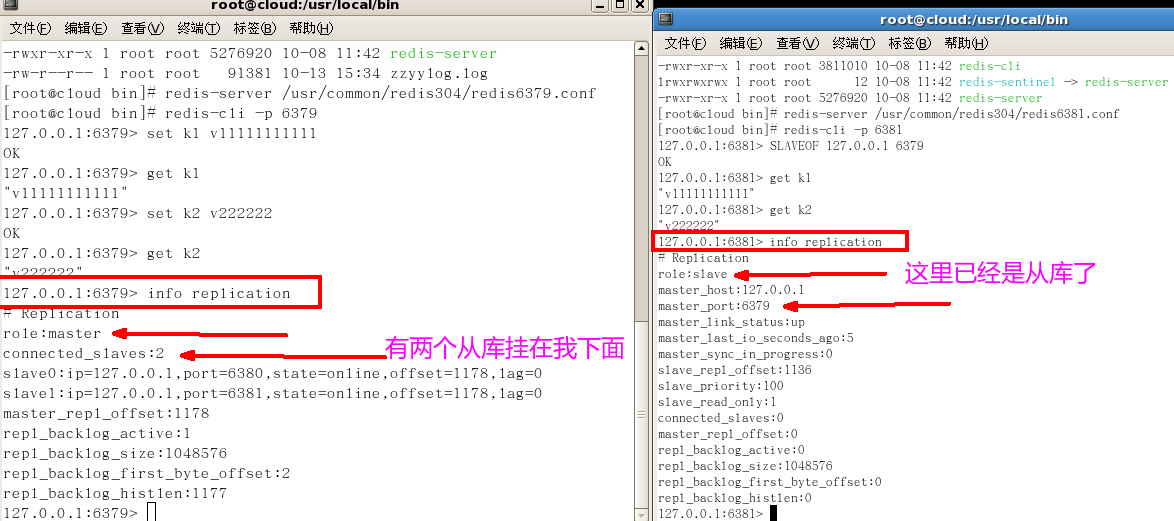 root@cloud:/usr/local/bin
文件(F) 编辑(E) 查看(V) 终端(T) 标签(B) 帮助(H)
-rwxr-xr-x 1 root root 5276920 10-08 11:42 redis-server
-rw-r--r-- 1 root root 91381 10-13 15:34 zzyylog.log
[root@cloud bin]# redis-server /usr/common/redis304/redis6379.conf
[root@cloud bin]# redis-cli -p 6379
127.0.0.1:6379> set k1 v11111111111
OK
127.0.0.1:6379> get k1
"v11111111111"
127.0.0.1:6379> set k2 v222222
OK
127.0.0.1:6379> get k2
"v222222"
127.0.0.1:6379> info replication
# Replication
role:master
connected_slaves:2
有两个从库挂在我下面
slave0:ip=127.0.0.1,port=6380,state=online,offset=1178,lag=0
slave1:ip=127.0.0.1,port=6381,state=online,offset=1178,lag=0
master_repl_offset:1178
repl_backlog_active:1
repl_backlog_size:1048576
repl_backlog_first_byte_offset:2
repl_backlog_histlen:1177
127.0.0.1:6379>
root@cloud:/usr/local/bin
文件(F) 编辑(E) 查看(V) 终端(T) 标签(B) 帮助(H)
-rwxr-xr-x 1 root root 3811010 10-08 11:42 redis-cli
lrwxrwxrwx 1 root root 12 10-08 11:42 redis-sentinel -> redis-server
-rwxr-xr-x 1 root root 5276920 10-08 11:42 redis-server
[root@cloud bin]# redis-server /usr/common/redis304/redis6381.conf
[root@cloud bin]# redis-cli -p 6381
127.0.0.1:6381> SLAVEOF 127.0.0.1 6379
OK
127.0.0.1:6381> get k1
"v11111111111"
127.0.0.1:6381> get k2
"v222222"
127.0.0.1:6381> info replication
# Replication
role:slave
这里已经是从库了
master_host:127.0.0.1
master_port:6379
master_link_status:up
master_last_io_seconds_ago:5
master_sync_in_progress:0
slave_repl_offset:1136
slave_priority:100
slave_read_only:1
connected_slaves:0
master_repl_offset:0
repl_backlog_active:0
repl_backlog_size:1048576
repl_backlog_first_byte_offset:0
repl_backlog_histlen:0
127.0.0.1:6381>